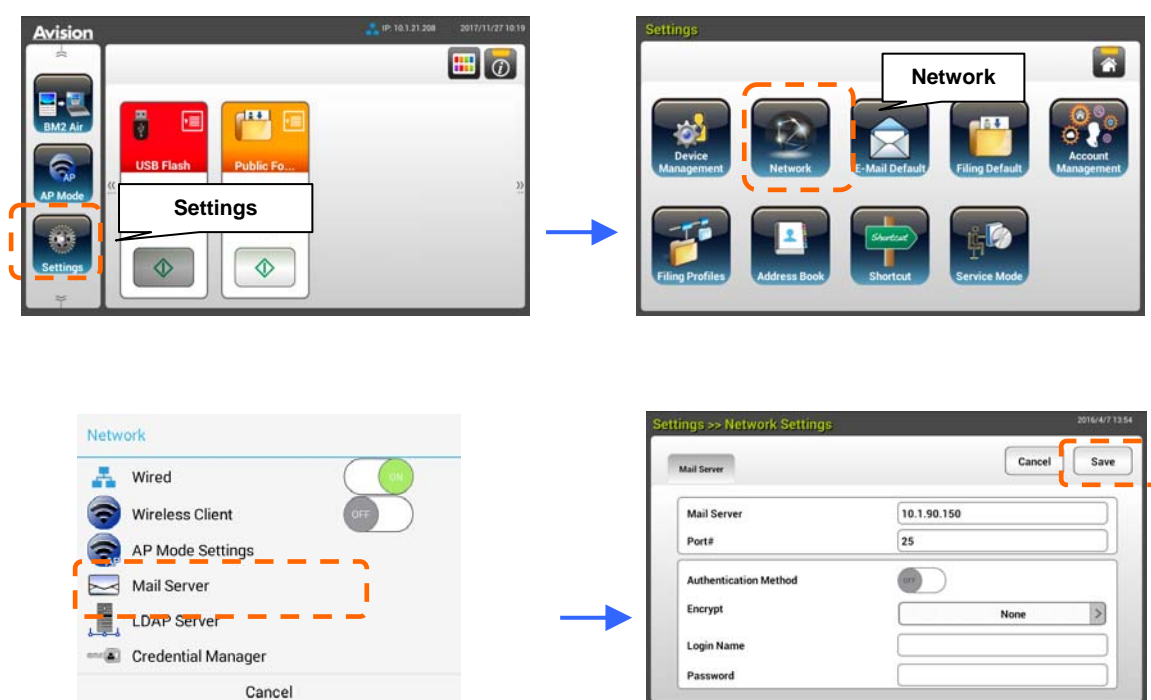 Avision
IP: 10.1.21.208 2017/11/27 10:19
BM2 Air
AP
AP Mode
Settings
USB Flash
Public Fo...
Settings
Settings
Network
Device
Management
Network
E-Mail Default
Filing Default
Account
Management
Filing Profiles
Address Book
Shortcut
Shortcut
Service Mode
Network
Wired
ON
Wireless Client
OFF
AP Mode Settings
AP
Mail Server
LDAP Server
Credential Manager
Cancel
Settings >> Network Settings
2016/4/7 13:54
Mail Server
Cancel
Save
Mail Server
10.1.90.150
Port#
25
Authentication Method
OFF
Encrypt
None
Login Name
Password